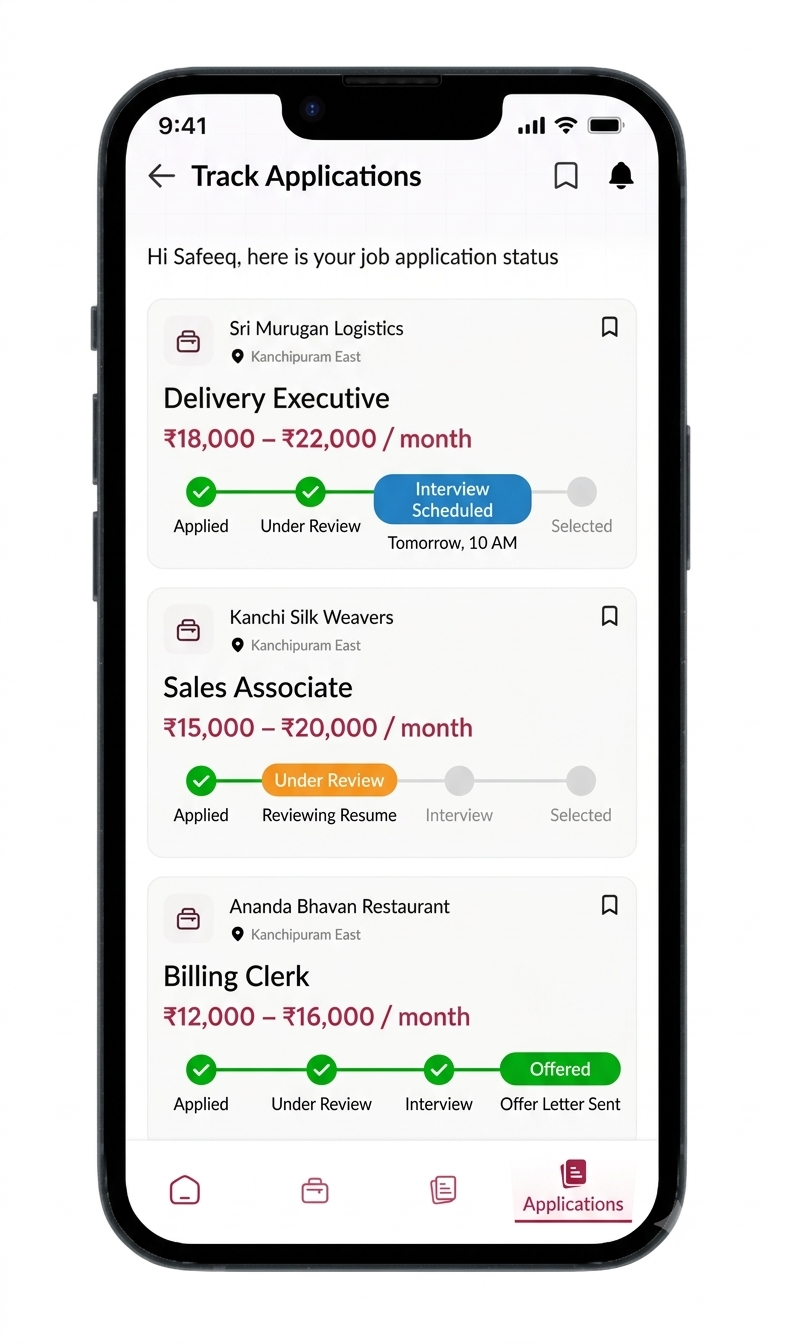 9:41
Track Applications
Hi Safeeq, here is your job application status
Sri Murugan Logistics
Kanchipuram East
Delivery Executive
₹18,000 – ₹22,000 / month
Interview
Scheduled
Applied
Under Review
Tomorrow, 10 AM
Selected
Kanchi Silk Weavers
Kanchipuram East
Sales Associate
₹15,000 – ₹20,000 / month
Under Review
Applied
Reviewing Resume
Interview
Selected
Ananda Bhavan Restaurant
Kanchipuram East
Billing Clerk
₹12,000 – ₹16,000 / month
Offered
Applied
Under Review
Interview
Offer Letter Sent
Applications